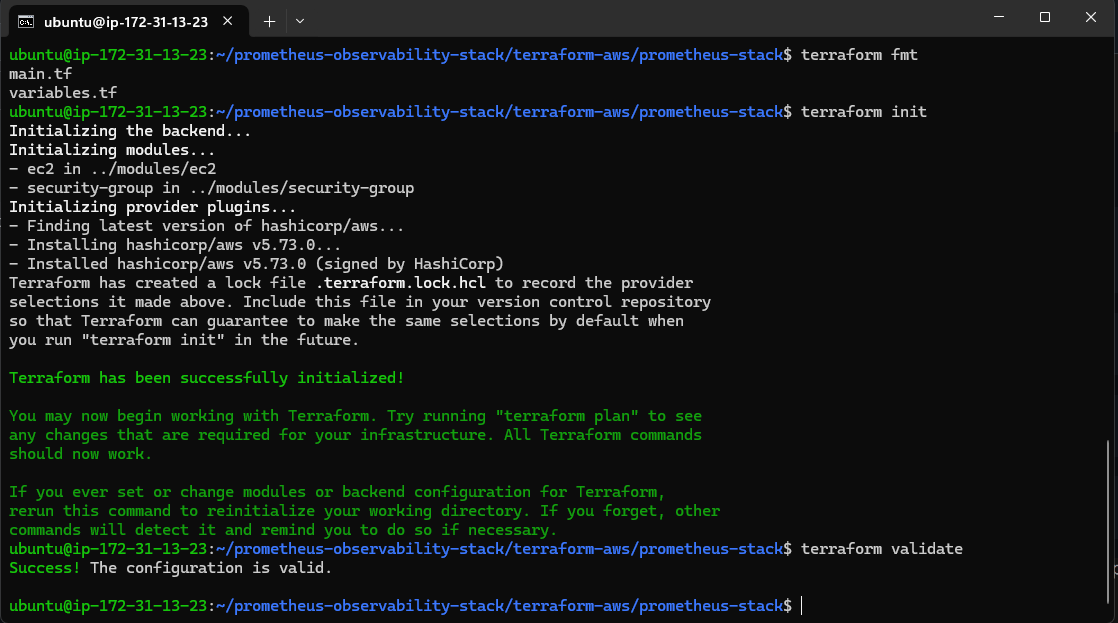 ubuntu@ip-172-31-13-23
ubuntu@ip-172-31-13-23:~/prometheus-observability-stack/terraform-aws/prometheus-stack$ terraform fmt
main.tf
variables.tf
ubuntu@ip-172-31-13-23:~/prometheus-observability-stack/terraform-aws/prometheus-stack$ terraform init
Initializing the backend...
Initializing modules...
- ec2 in ../modules/ec2
- security-group in ../modules/security-group
Initializing provider plugins...
- Finding latest version of hashicorp/aws...
- Installing hashicorp/aws v5.73.0...
- Installed hashicorp/aws v5.73.0 (signed by HashiCorp)
Terraform has created a lock file .terraform.lock.hcl to record the provider
selections it made above. Include this file in your version control repository
so that Terraform can guarantee to make the same selections by default when
you run "terraform init" in the future.
Terraform has been successfully initialized!
You may now begin working with Terraform. Try running "terraform plan" to see
any changes that are required for your infrastructure. All Terraform commands
should now work.
If you ever set or change modules or backend configuration for Terraform,
rerun this command to reinitialize your working directory. If you forget, other
commands will detect it and remind you to do so if necessary.
ubuntu@ip-172-31-13-23:~/prometheus-observability-stack/terraform-aws/prometheus-stack$ terraform validate
Success! The configuration is valid.
ubuntu@ip-172-31-13-23:~/prometheus-observability-stack/terraform-aws/prometheus-stack$